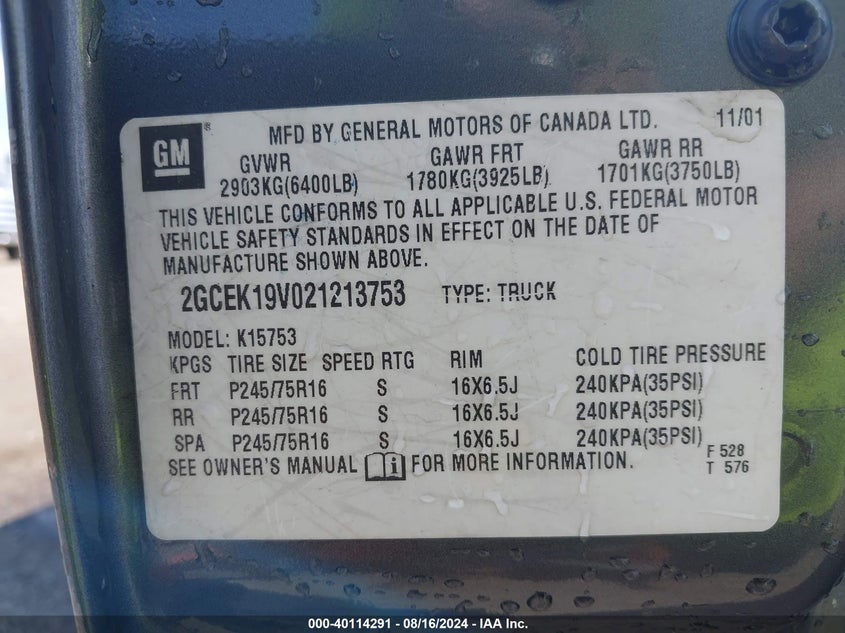 GM® MFD BY GENERAL MOTORS OF CANADA LTD. 11/01
GVWR GAWR FRT GAWR RR
2903KG(6400LB) 1780KG(3925LB) 1701KG(3750LB)
THIS VEHICLE CONFORMS TO ALL APPLICABLE U.S. FEDERAL MOTOR
VEHICLE SAFETY STANDARDS IN EFFECT ON THE DATE OF
MANUFACTURE SHOWN ABOVE.
2GCEK19V021213753 TYPE: TRUCK
MODEL: K15753
KPGS TIRE SIZE SPEED RTG RIM COLD TIRE PRESSURE
FRT P245/75R16 S 16X6.5J 240KPA(35PSI)
RR P245/75R16 S 16X6.5J 240KPA(35PSI)
SPA P245/75R16 S 16X6.5J 240KPA(35PSI)
SEE OWNER'S MANUAL i FOR MORE INFORMATION. F 528
T 576
000-40114291 - 08/16/2024 - IAA Inc.